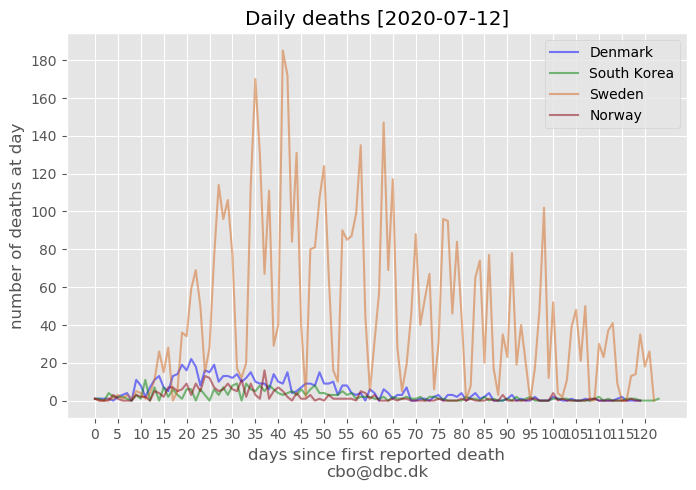 Daily deaths [2020-07-12]
Denmark
South Korea
Sweden
Norway
number of deaths at day
180
160
140
120
100
80
60
40
20
0
0 5 10 15 20 25 30 35 40 45 50 55 60 65 70 75 80 85 90 95 100 105 110 115 120
days since first reported death
cbo@dbc.dk